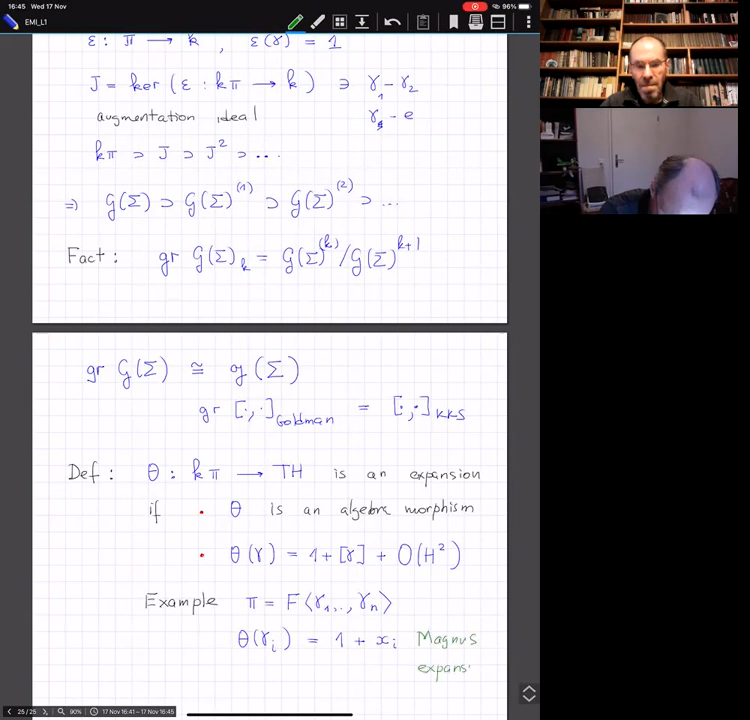 16:45 Wed 17 Nov
96%
EMI_L1
ε : π → k , ε(γ) = 1
J = ker ( ε : kπ → k ) ∋ γ₁ - γ₂
augmentation ideal γ - e
kπ ⊃ J ⊃ J² ⊃ ...
⇒ G(Σ) ⊃ G(Σ)⁽¹⁾ ⊃ G(Σ)⁽²⁾ ⊃ ...
Fact : gr G(Σ)ₖ = G(Σ)⁽ᵏ⁾ / G(Σ)ᵏ⁺¹
gr G(Σ) ≅ g(Σ)
gr [·,·]Goldman = [·,·]KKS
Def : θ : kπ → TH is an expansion
if • θ is an algebra morphism
• θ(γ) = 1 + [γ] + O(H²)
Example π = F⟨γ₁,..., γₙ⟩
θ(γᵢ) = 1 + xᵢ Magnus
expans
25/25 90% 17 Nov 16:41 – 17 Nov 16:45